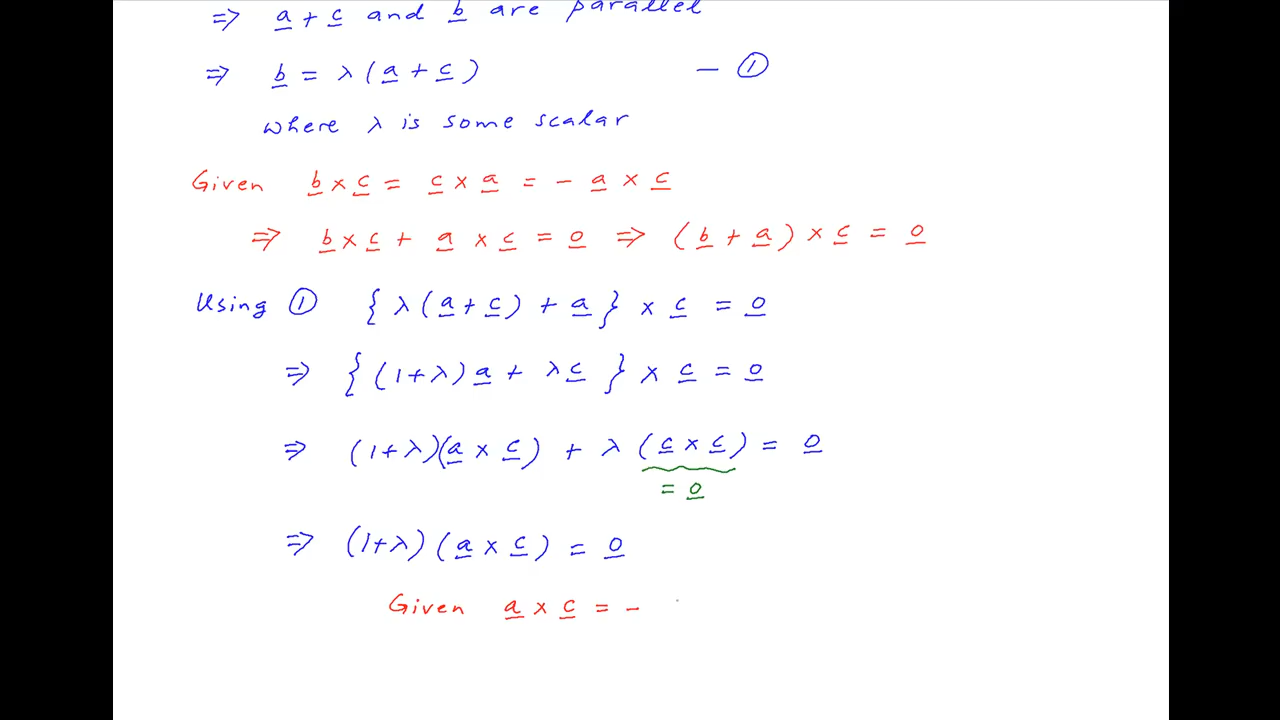 ⇒ a + c and b are parallel
⇒ b = λ (a + c) — ①
where λ is some scalar
Given b × c = c × a = - a × c
⇒ b × c + a × c = 0 ⇒ (b + a) × c = 0
Using ① { λ (a + c) + a } × c = 0
⇒ { (1+λ) a + λ c } × c = 0
⇒ (1+λ)(a × c) + λ (c × c) = 0
= 0
⇒ (1+λ) (a × c) = 0
Given a × c = -